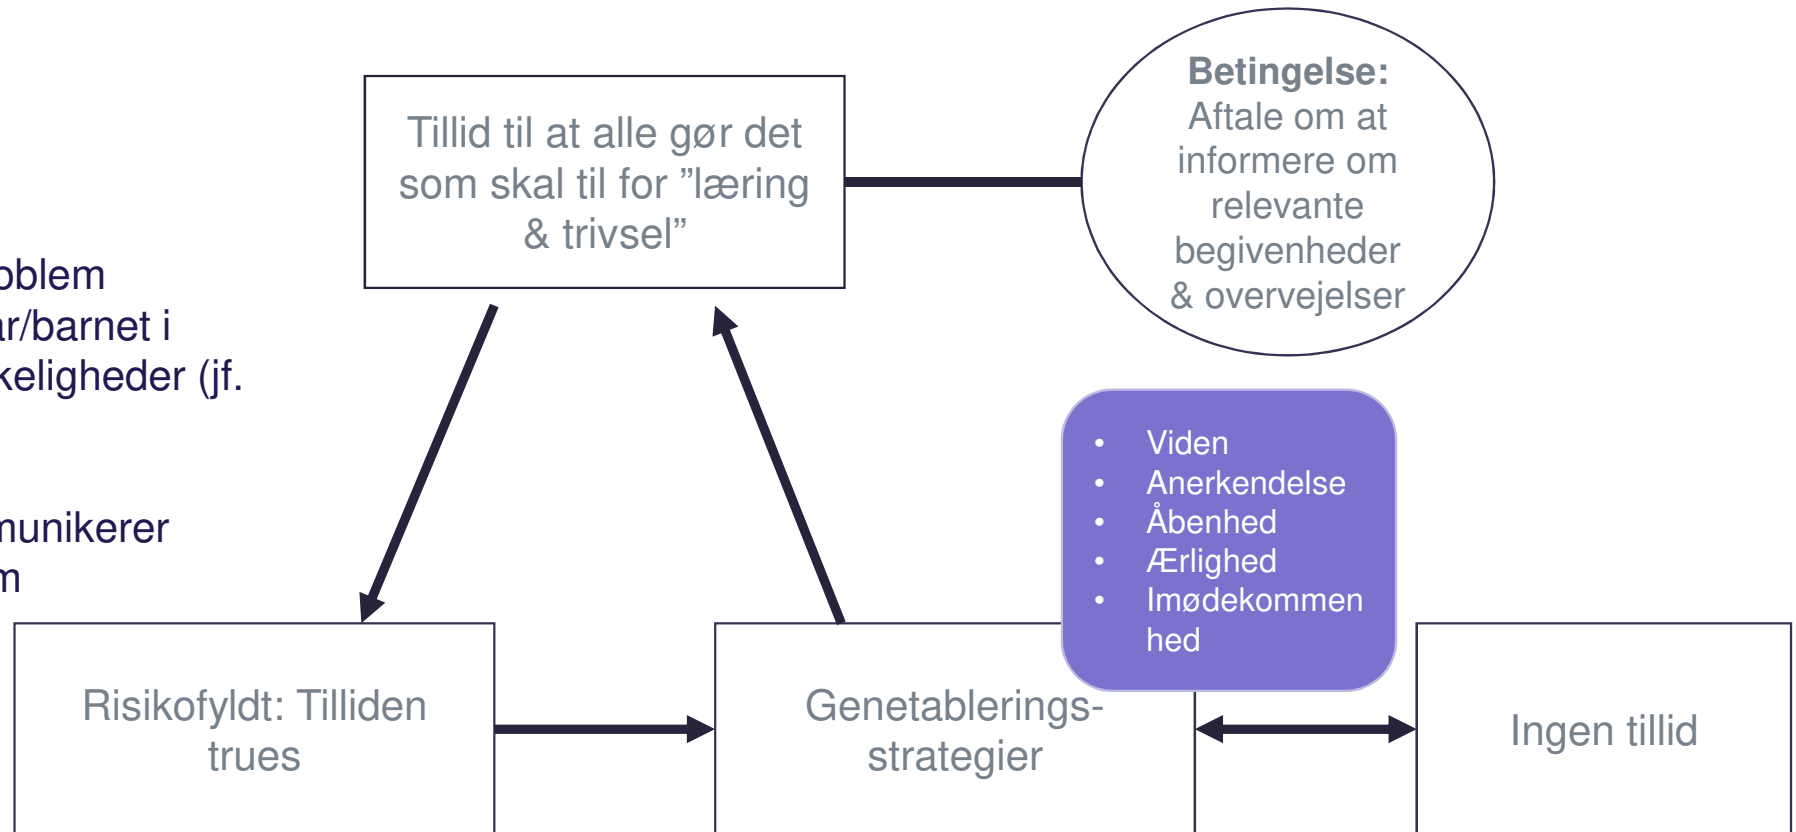 Betingelse:
Aftale om at
informere om
relevante
begivenheder
& overvejelser
Tillid til at alle gør det
som skal til for ”læring
& trivsel”
oblem
ar/barnet i
keligheder (jf.
munikerer
m
• Viden
• Anerkendelse
• Åbenhed
• Ærlighed
• Imødekommen
hed
Risikofyldt: Tilliden
trues
Genetablerings-
strategier
Ingen tillid